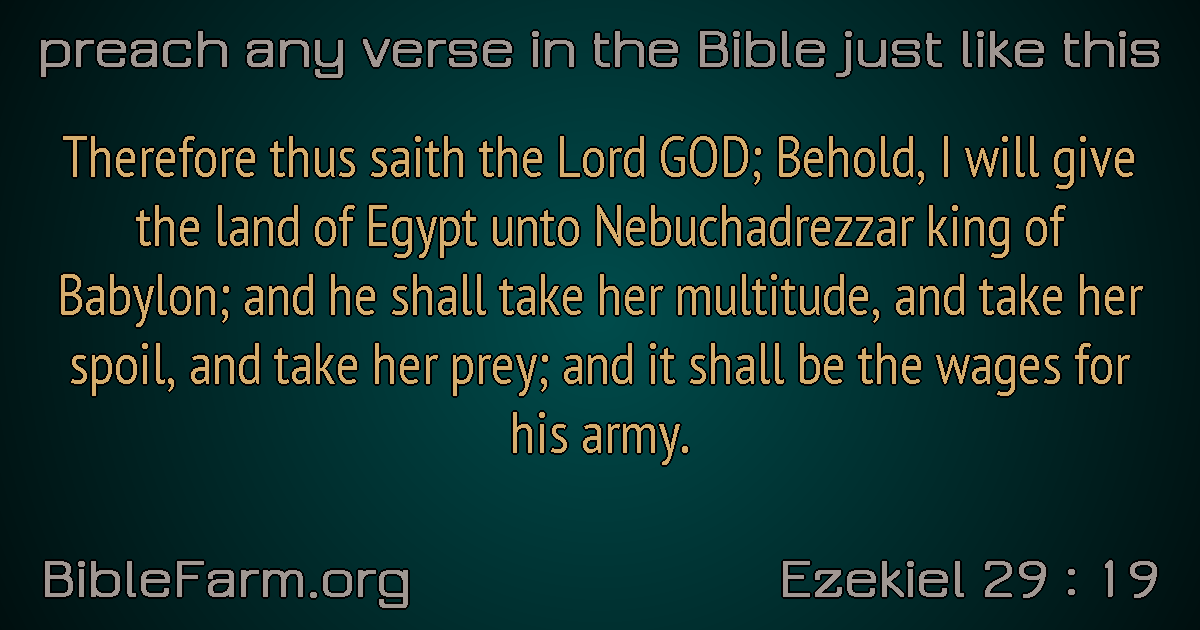 preach any verse in the Bible just like this
Therefore thus saith the Lord GOD; Behold, I will give
the land of Egypt unto Nebuchadrezzar king of
Babylon; and he shall take her multitude, and take her
spoil, and take her prey; and it shall be the wages for
his army.
BibleFarm.org
Ezekiel 29 : 19